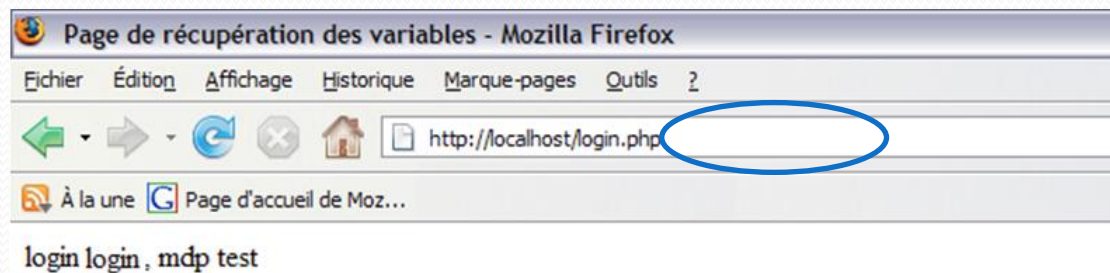 Page de récupération des variables - Mozilla Firefox
Fichier Édition Affichage Historique Marque-pages Outils ?
http://localhost/login.php
À la une G Page d'accueil de Moz...
login login , mdp test